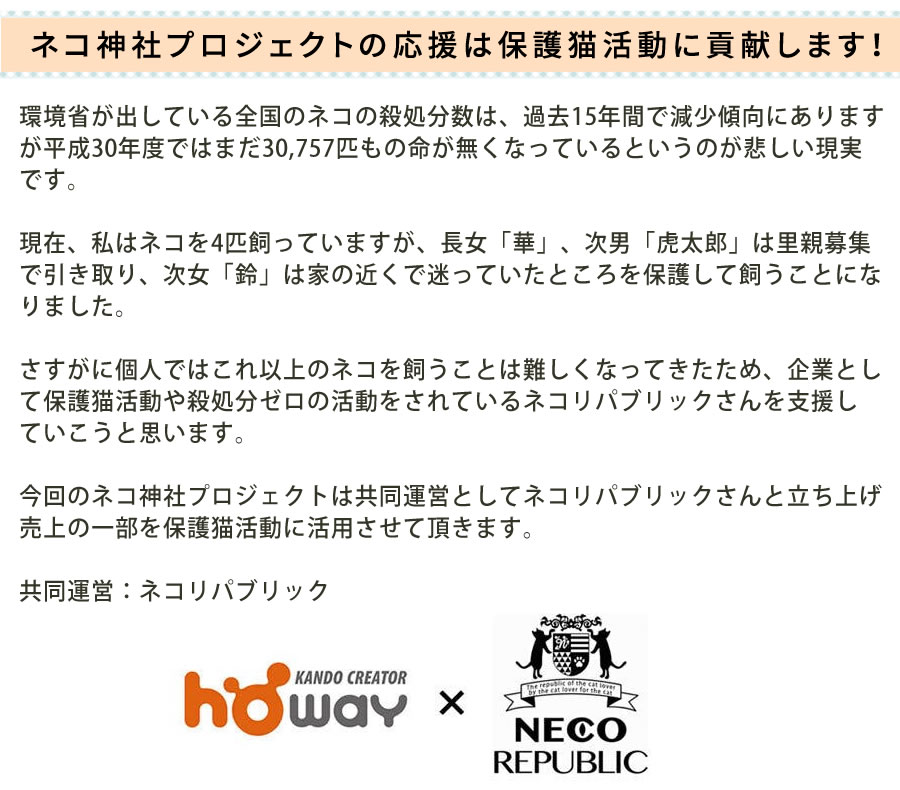 ネコ神社プロジェクトの応援は保護猫活動に貢献します!
環境省が出している全国のネコの殺処分数は、過去15年間で減少傾向にあります
が平成30年度ではまだ30,757匹もの命が無くなっているというのが悲しい現実
です。
現在、私はネコを4匹飼っていますが、長女「華」、次男「虎太郎」は里親募集
で引き取り、次女「鈴」は家の近くで迷っていたところを保護して飼うことにな
りました。
さすがに個人ではこれ以上のネコを飼うことは難しくなってきたため、企業とし
て保護猫活動や殺処分ゼロの活動をされているネコリパブリックさんを支援し
ていこうと思います。
今回のネコ神社プロジェクトは共同運営としてネコリパブリックさんと立ち上げ
売上の一部を保護猫活動に活用させて頂きます。
共同運営：ネコリパブリック
KANDO CREATOR
howay
×
The republic of the cat lover
by the cat lover for the cat
NECO
REPUBLIC